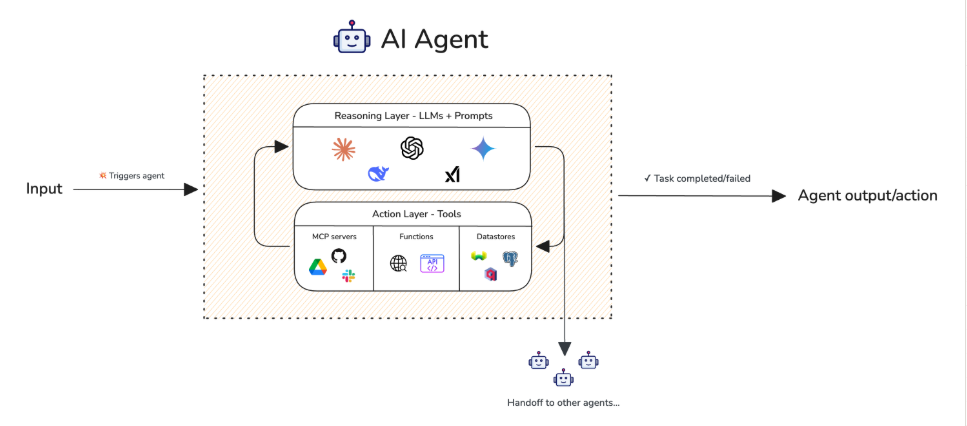 AI Agent
Reasoning Layer - LLMs + Prompts
Input
Triggers agent
✓ Task completed/failed
Agent output/action
Action Layer - Tools
MCP servers
Functions
Datastores
API
</>
Handoff to other agents...